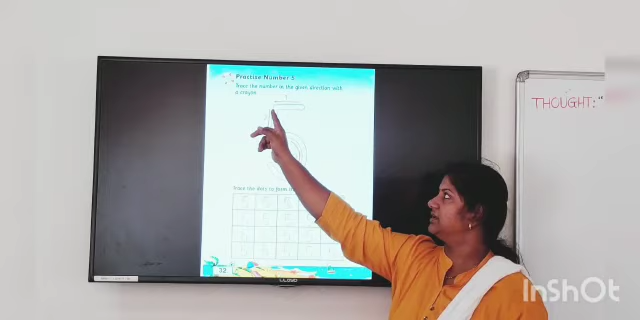 Practise Number 5
Trace the number in the given direction with
a crayon.
Trace the dots to form the
32
THOUGHT: "
InShOt